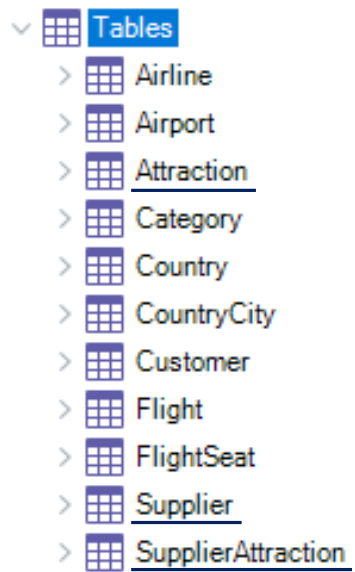 Tables
Airline
Airport
Attraction
Category
Country
CountryCity
Customer
Flight
FlightSeat
Supplier
SupplierAttraction